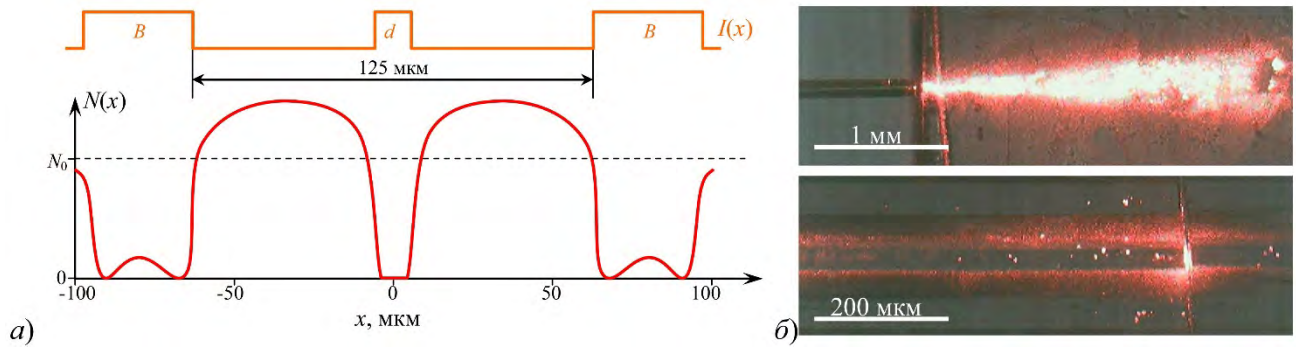 B
d
B
I(x)
125 мкм
N(x)
N₀
0
-100
-50
0
50
100
x, мкм
а)
1 мм
200 мкм
б)